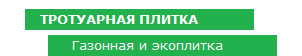 ТРОТУАРНАЯ ПЛИТКА
Газонная и экоплитка